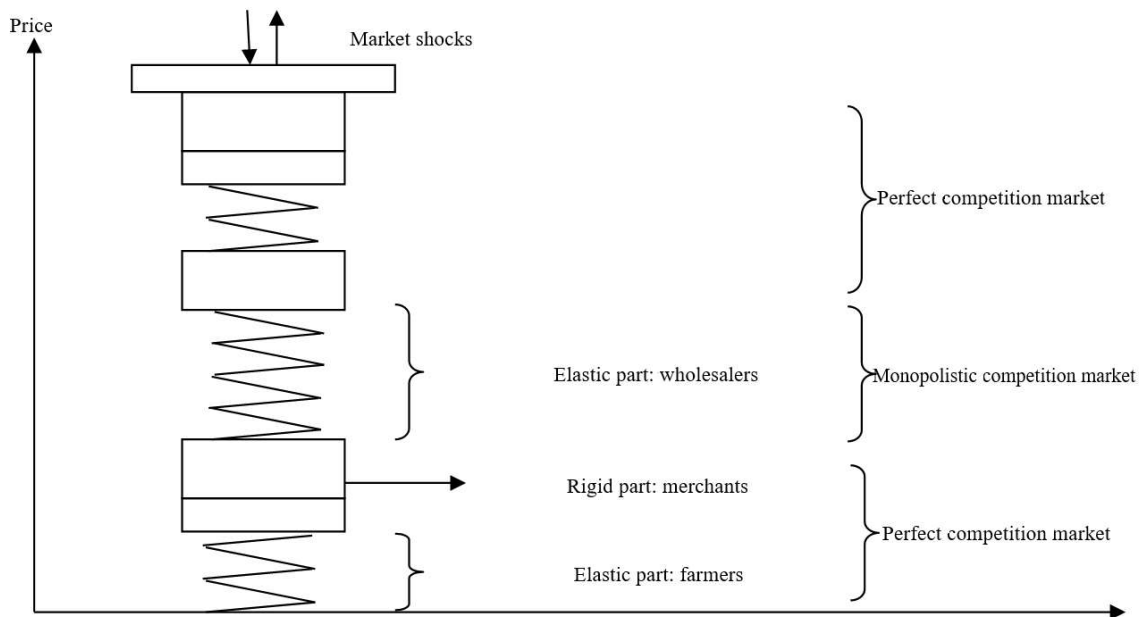 Price
Market shocks
Perfect competition market
Elastic part: wholesalers
Monopolistic competition market
Rigid part: merchants
Perfect competition market
Elastic part: farmers